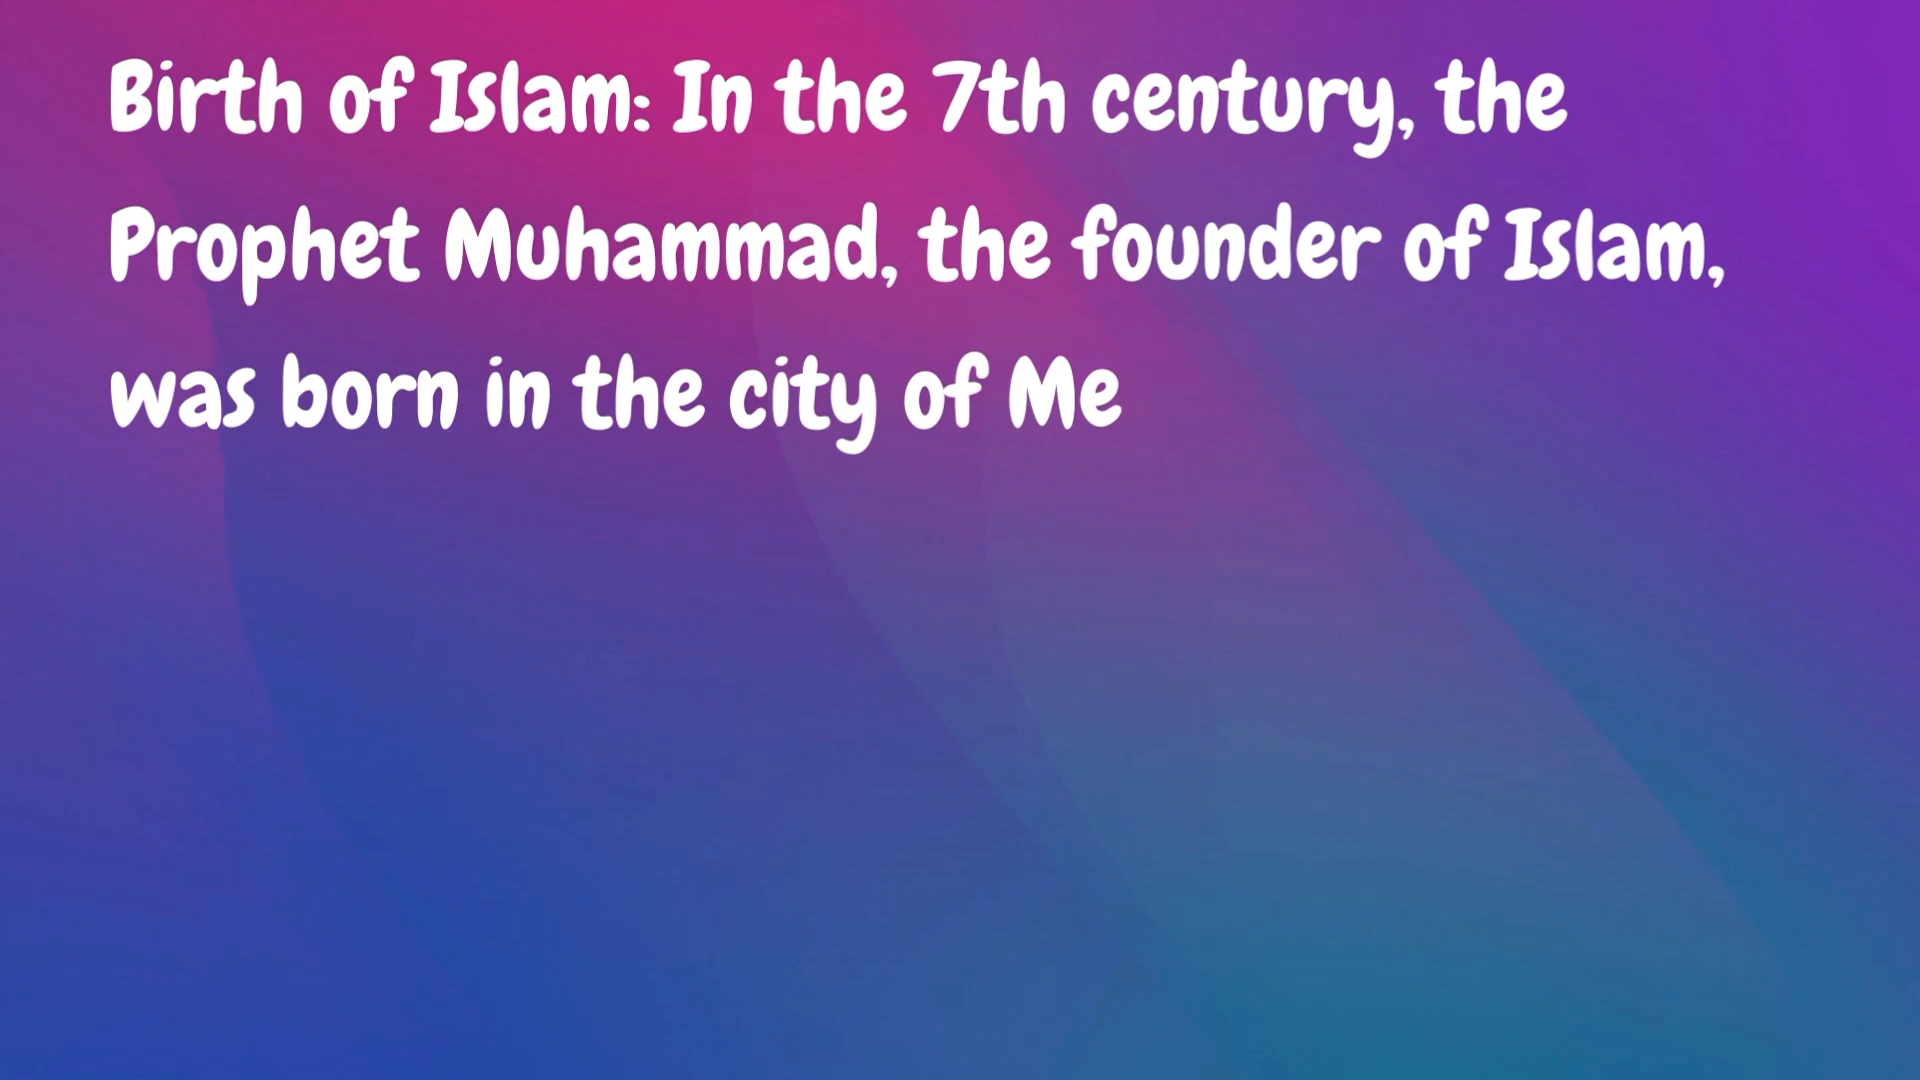 Birth of Islam: In the 7th century, the
Prophet Muhammad, the founder of Islam,
was born in the city of Me